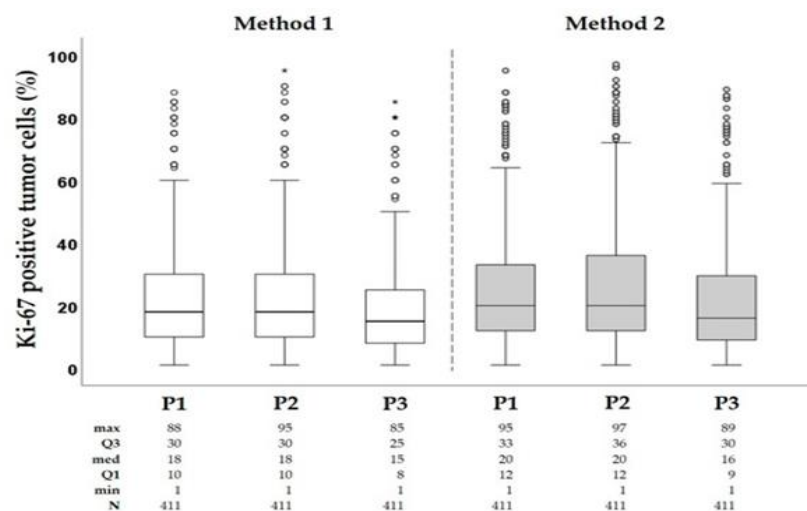 Method 1 Method 2
Ki-67 positive tumor cells (%)
100
80
60
40
20
0
P1 P2 P3 P1 P2 P3
max 88 95 85 95 97 89
Q3 30 30 25 33 36 30
med 18 18 15 20 20 16
Q1 10 10 8 12 12 9
min 1 1 1 1 1 1
N 411 411 411 411 411 411